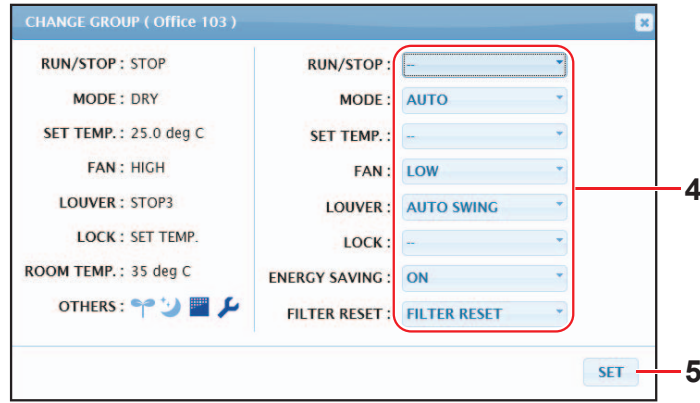 CHANGE GROUP ( Office 103 )
RUN/STOP : STOP
MODE : DRY
SET TEMP. : 25.0 deg C
FAN : HIGH
LOUVER : STOP3
LOCK : SET TEMP.
ROOM TEMP. : 35 deg C
OTHERS :
RUN/STOP : --
MODE : AUTO
SET TEMP. : --
FAN : LOW
LOUVER : AUTO SWING
LOCK : --
ENERGY SAVING : ON
FILTER RESET : FILTER RESET
4
SET
5